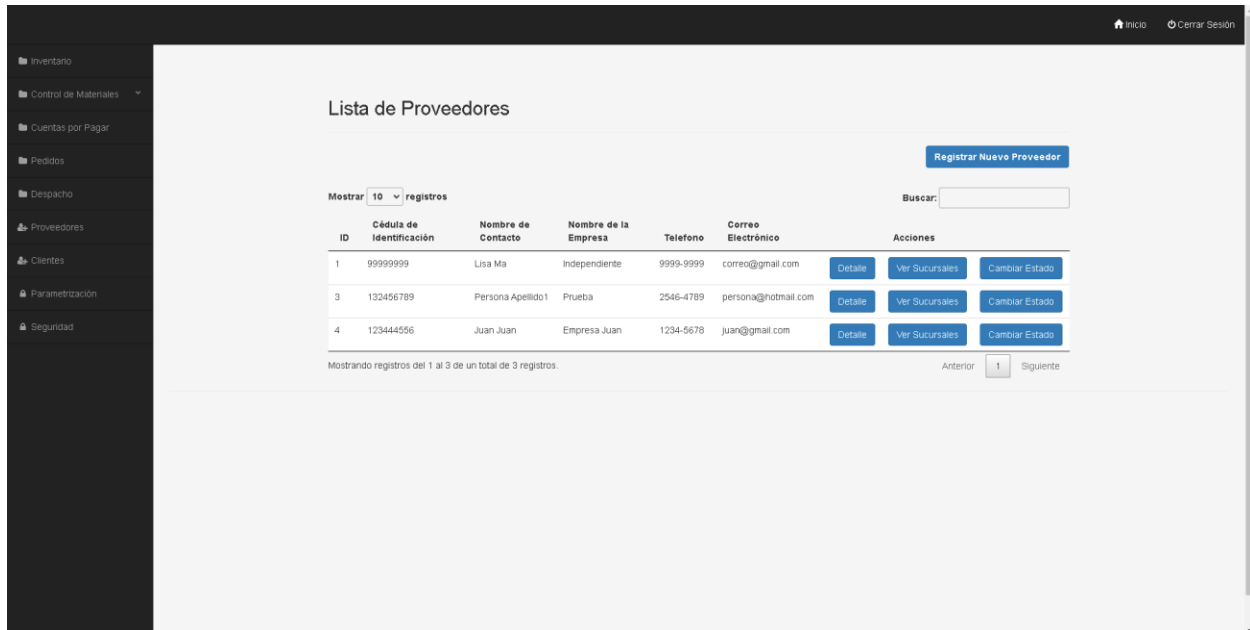 Inicio Cerrar Sesión
Inventario
Control de Materiales
Cuentas por Pagar
Pedidos
Despacho
Proveedores
Clientes
Parametrización
Seguridad
Lista de Proveedores
Registrar Nuevo Proveedor
Mostrar 10 registros Buscar:
ID Cédula de Identificación Nombre de Contacto Nombre de la Empresa Telefono Correo Electrónico Acciones
1 99999999 Lisa Ma Independiente 9999-9999 correo@gmail.com Detalle Ver Sucursales Cambiar Estado
3 132456789 Persona Apellido1 Prueba 2546-4789 persona@hotmail.com Detalle Ver Sucursales Cambiar Estado
4 123444556 Juan Juan Empresa Juan 1234-5678 juan@gmail.com Detalle Ver Sucursales Cambiar Estado
Mostrando registros del 1 al 3 de un total de 3 registros. Anterior 1 Siguiente